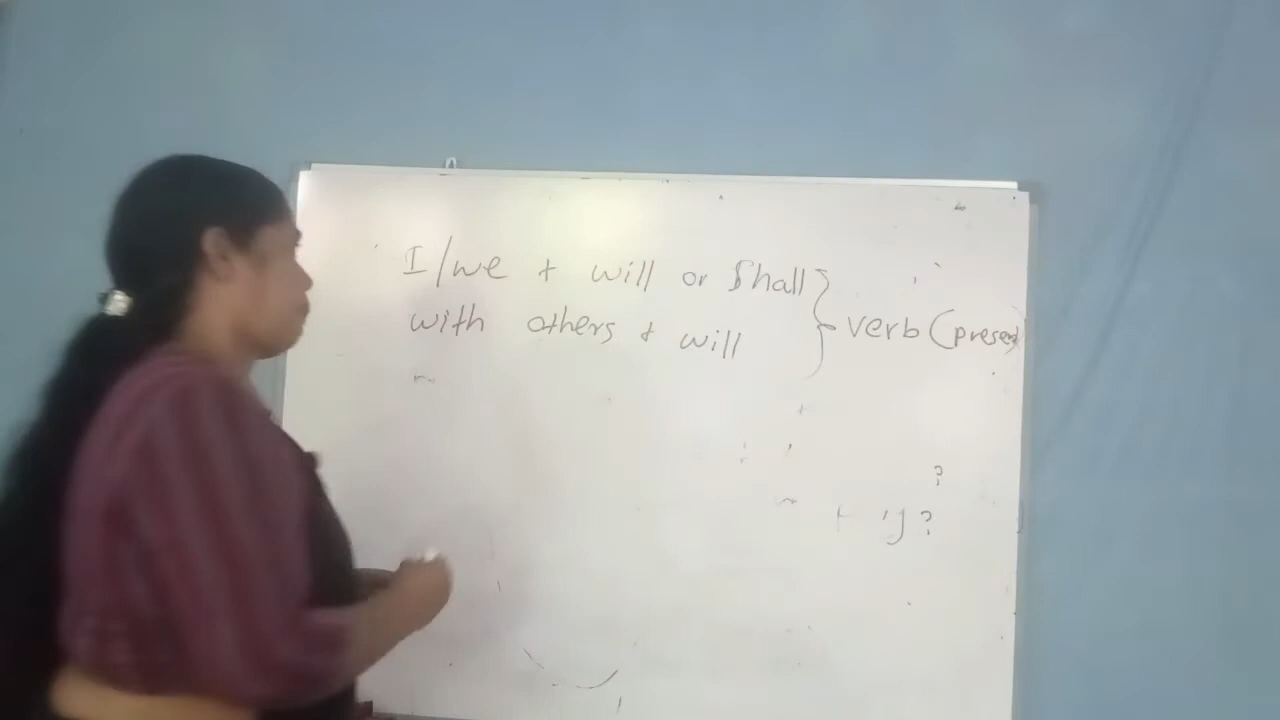 I/we + will or Shall } verb (present)
with others + will
?
?